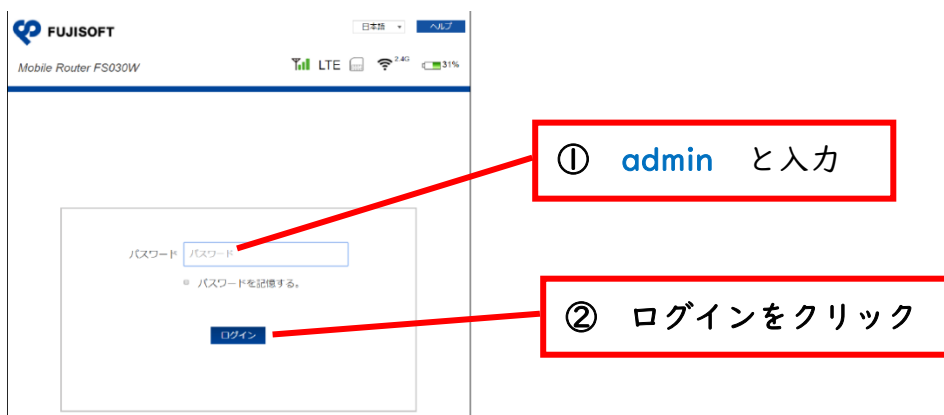 FUJISOFT
日本語
ヘルプ
Mobile Router FS030W
LTE
2.4G
31%
① admin と入力
パスワード
パスワード
パスワードを記憶する。
② ログインをクリック
ログイン